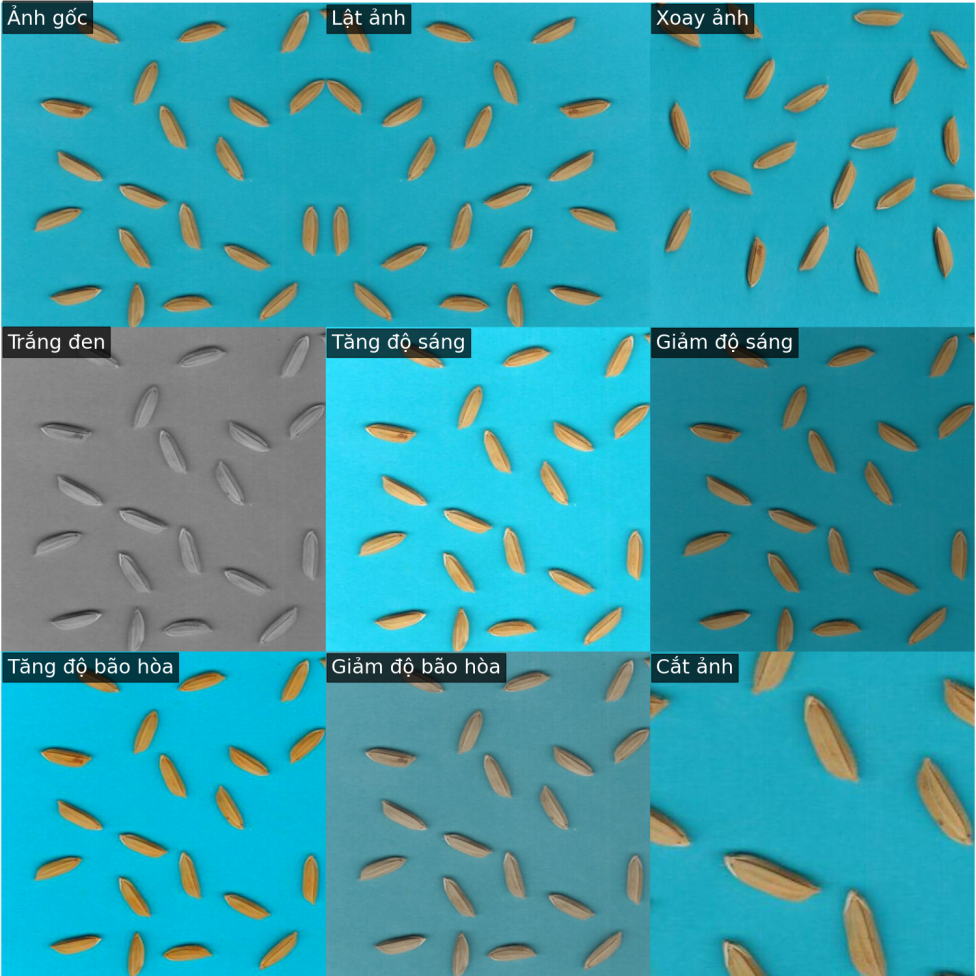 Ảnh gốc
Lật ảnh
Xoay ảnh
Trắng đen
Tăng độ sáng
Giảm độ sáng
Tăng độ bão hòa
Giảm độ bão hòa
Cắt ảnh